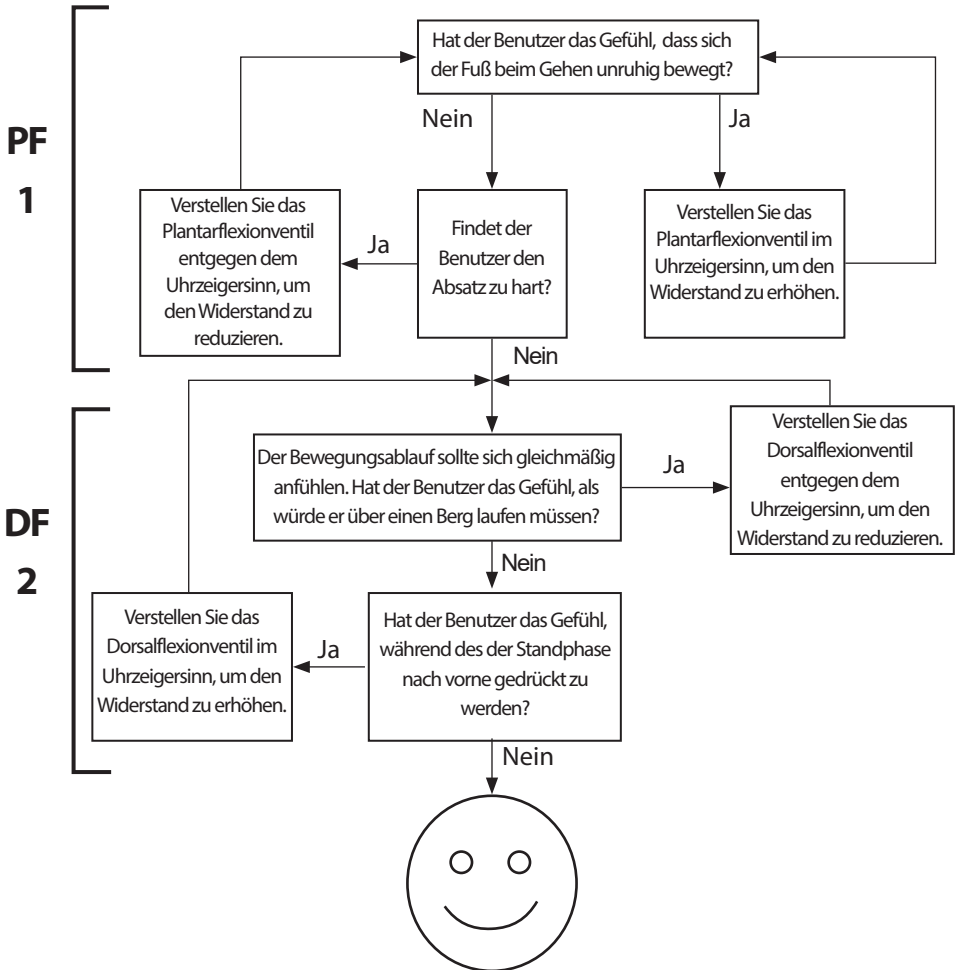 PF
1
Hat der Benutzer das Gefühl, dass sich
der Fuß beim Gehen unruhig bewegt?
Nein
Ja
Verstellen Sie das
Plantarflexionventil
entgegen dem
Uhrzeigersinn, um
den Widerstand zu
reduzieren.
Ja
Findet der
Benutzer den
Absatz zu hart?
Verstellen Sie das
Plantarflexionventil im
Uhrzeigersinn, um den
Widerstand zu erhöhen.
Nein
DF
2
Der Bewegungsablauf sollte sich gleichmäßig
anfühlen. Hat der Benutzer das Gefühl, als
würde er über einen Berg laufen müssen?
Ja
Verstellen Sie das
Dorsalflexionventil
entgegen dem
Uhrzeigersinn, um den
Widerstand zu reduzieren.
Nein
Verstellen Sie das
Dorsalflexionventil im
Uhrzeigersinn, um den
Widerstand zu erhöhen.
Ja
Hat der Benutzer das Gefühl,
während des der Standphase
nach vorne gedrückt zu
werden?
Nein